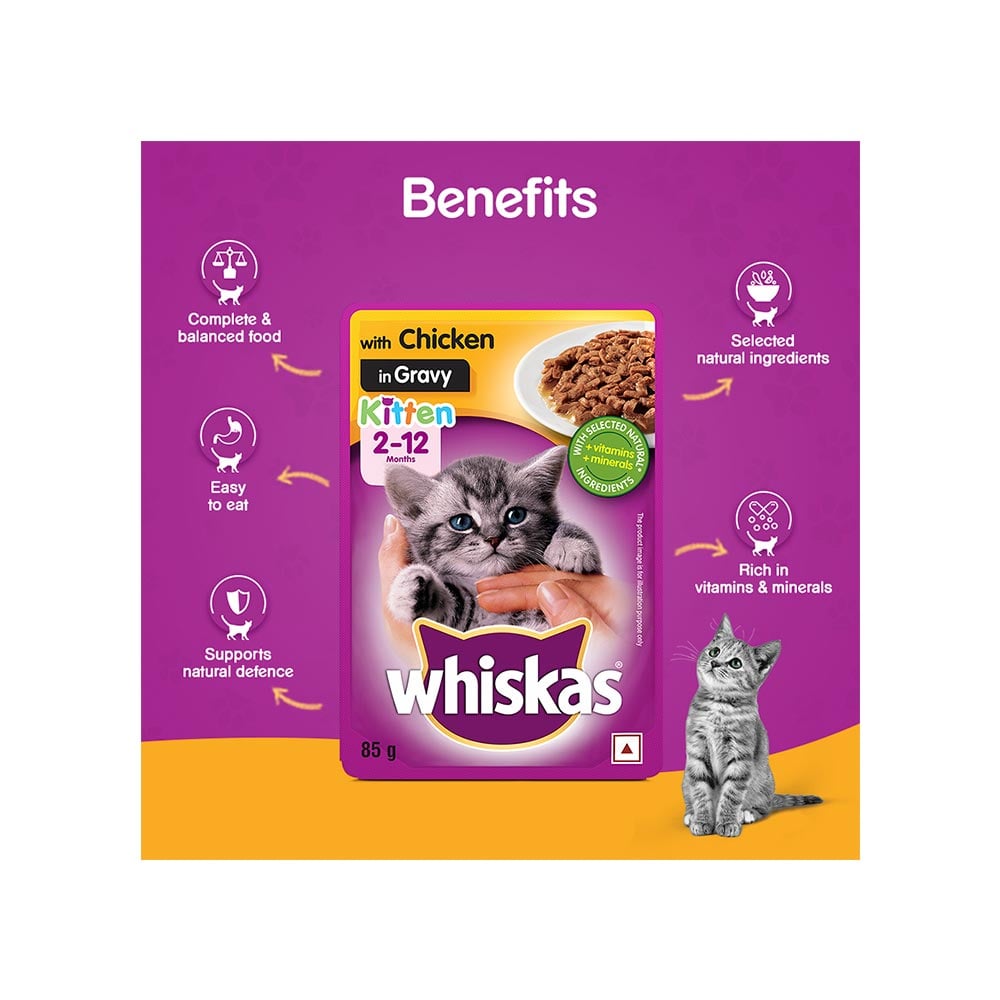 Benefits
Complete &
balanced food
Easy
to eat
Supports
natural defence
with Chicken
in Gravy
Kitten
2-12
Months
WITH SELECTED NATURAL
+vitamins
+minerals
INGREDIENTS
The product image is for illustration purpose only
whiskas®
85 g
Selected
natural ingredients
Rich in
vitamins & minerals